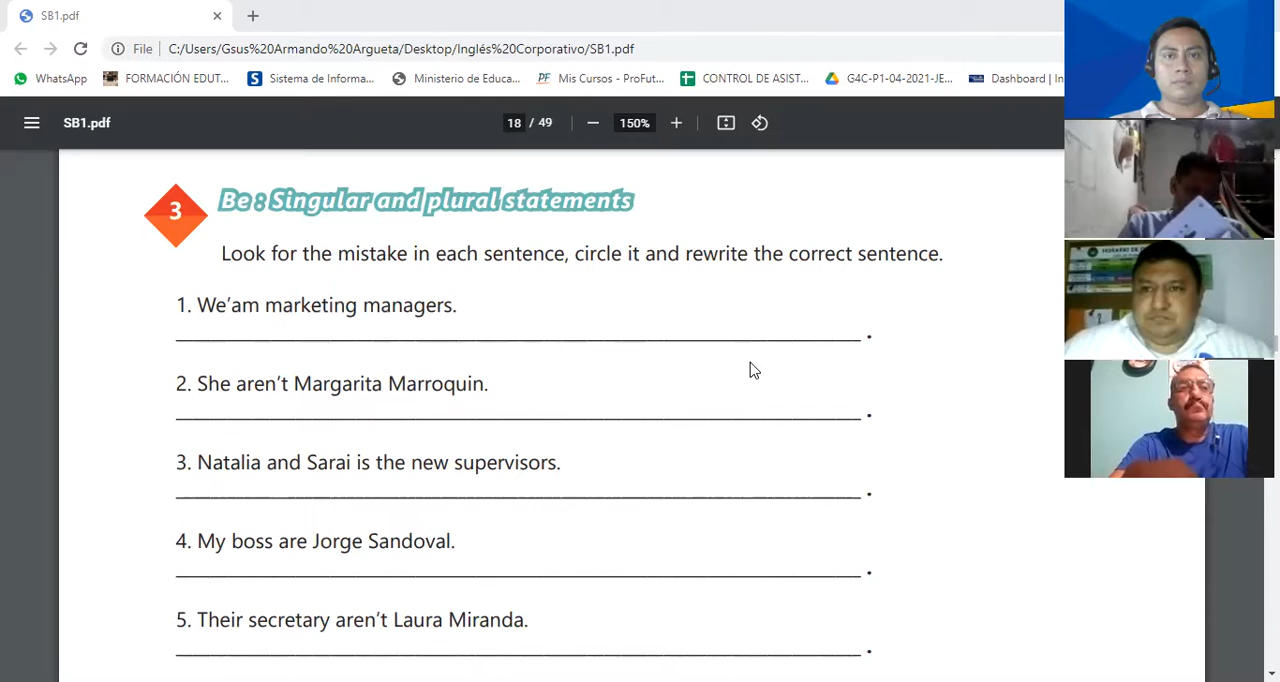 SB1.pdf
File
C:/Users/Gsus%20Armando%20Argueta/Desktop/Inglés%20Corporativo/SB1.pdf
WhatsApp
FORMACIÓN EDUT...
Sistema de Informa...
Ministerio de Educa...
Mis Cursos - ProFut...
CONTROL DE ASIST...
G4C-P1-04-2021-JE...
Dashboard | In
SB1.pdf
18 / 49
150%
3
Be : Singular and plural statements
Look for the mistake in each sentence, circle it and rewrite the correct sentence.
1. We’am marketing managers.
2. She aren’t Margarita Marroquin.
3. Natalia and Sarai is the new supervisors.
4. My boss are Jorge Sandoval.
5. Their secretary aren’t Laura Miranda.